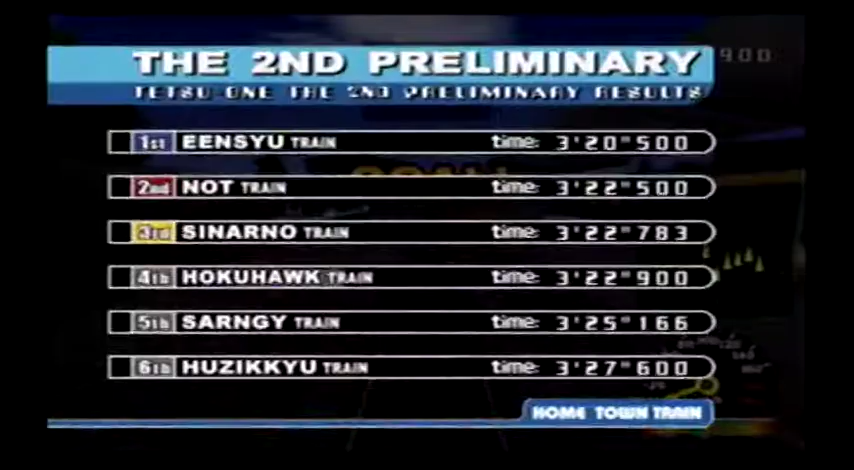 THE 2ND PRELIMINARY
900
TETSU-ONE THE 2ND PRELIMINARY RESULTS
1st EENSYU TRAIN time: 3'20"500
2nd NOT TRAIN time: 3'22"500
3rd SINARNO TRAIN time: 3'22"783
4th HOKUHAWK TRAIN time: 3'22"900
5th SARNGY TRAIN time: 3'25"166
6th HUZIKKYU TRAIN time: 3'27"600
HOME TOWN TRAIN